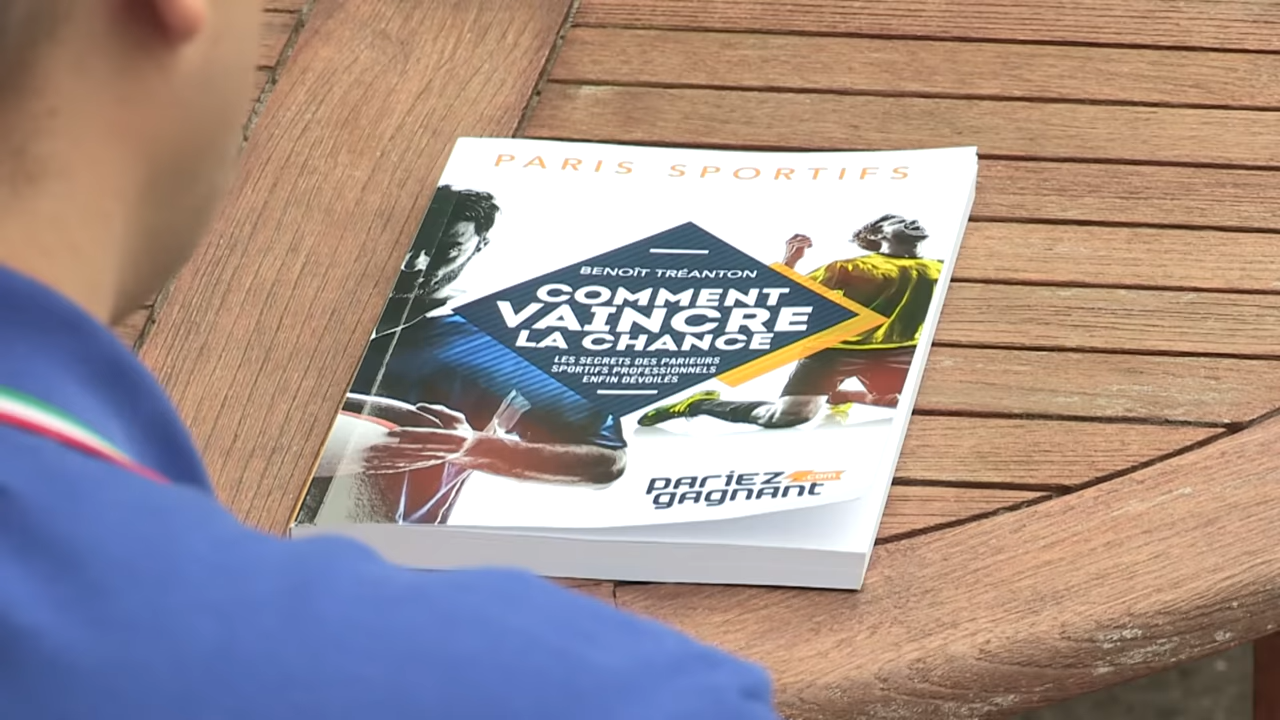 PARIS SPORTIFS
BENOÎT TRÉANTON
COMMENT
VAINCRE
LA CHANCE
LES SECRETS DES PARIEURS
SPORTIFS PROFESSIONNELS
ENFIN DÉVOILÉS
PARIEZ .com
GAGNANT